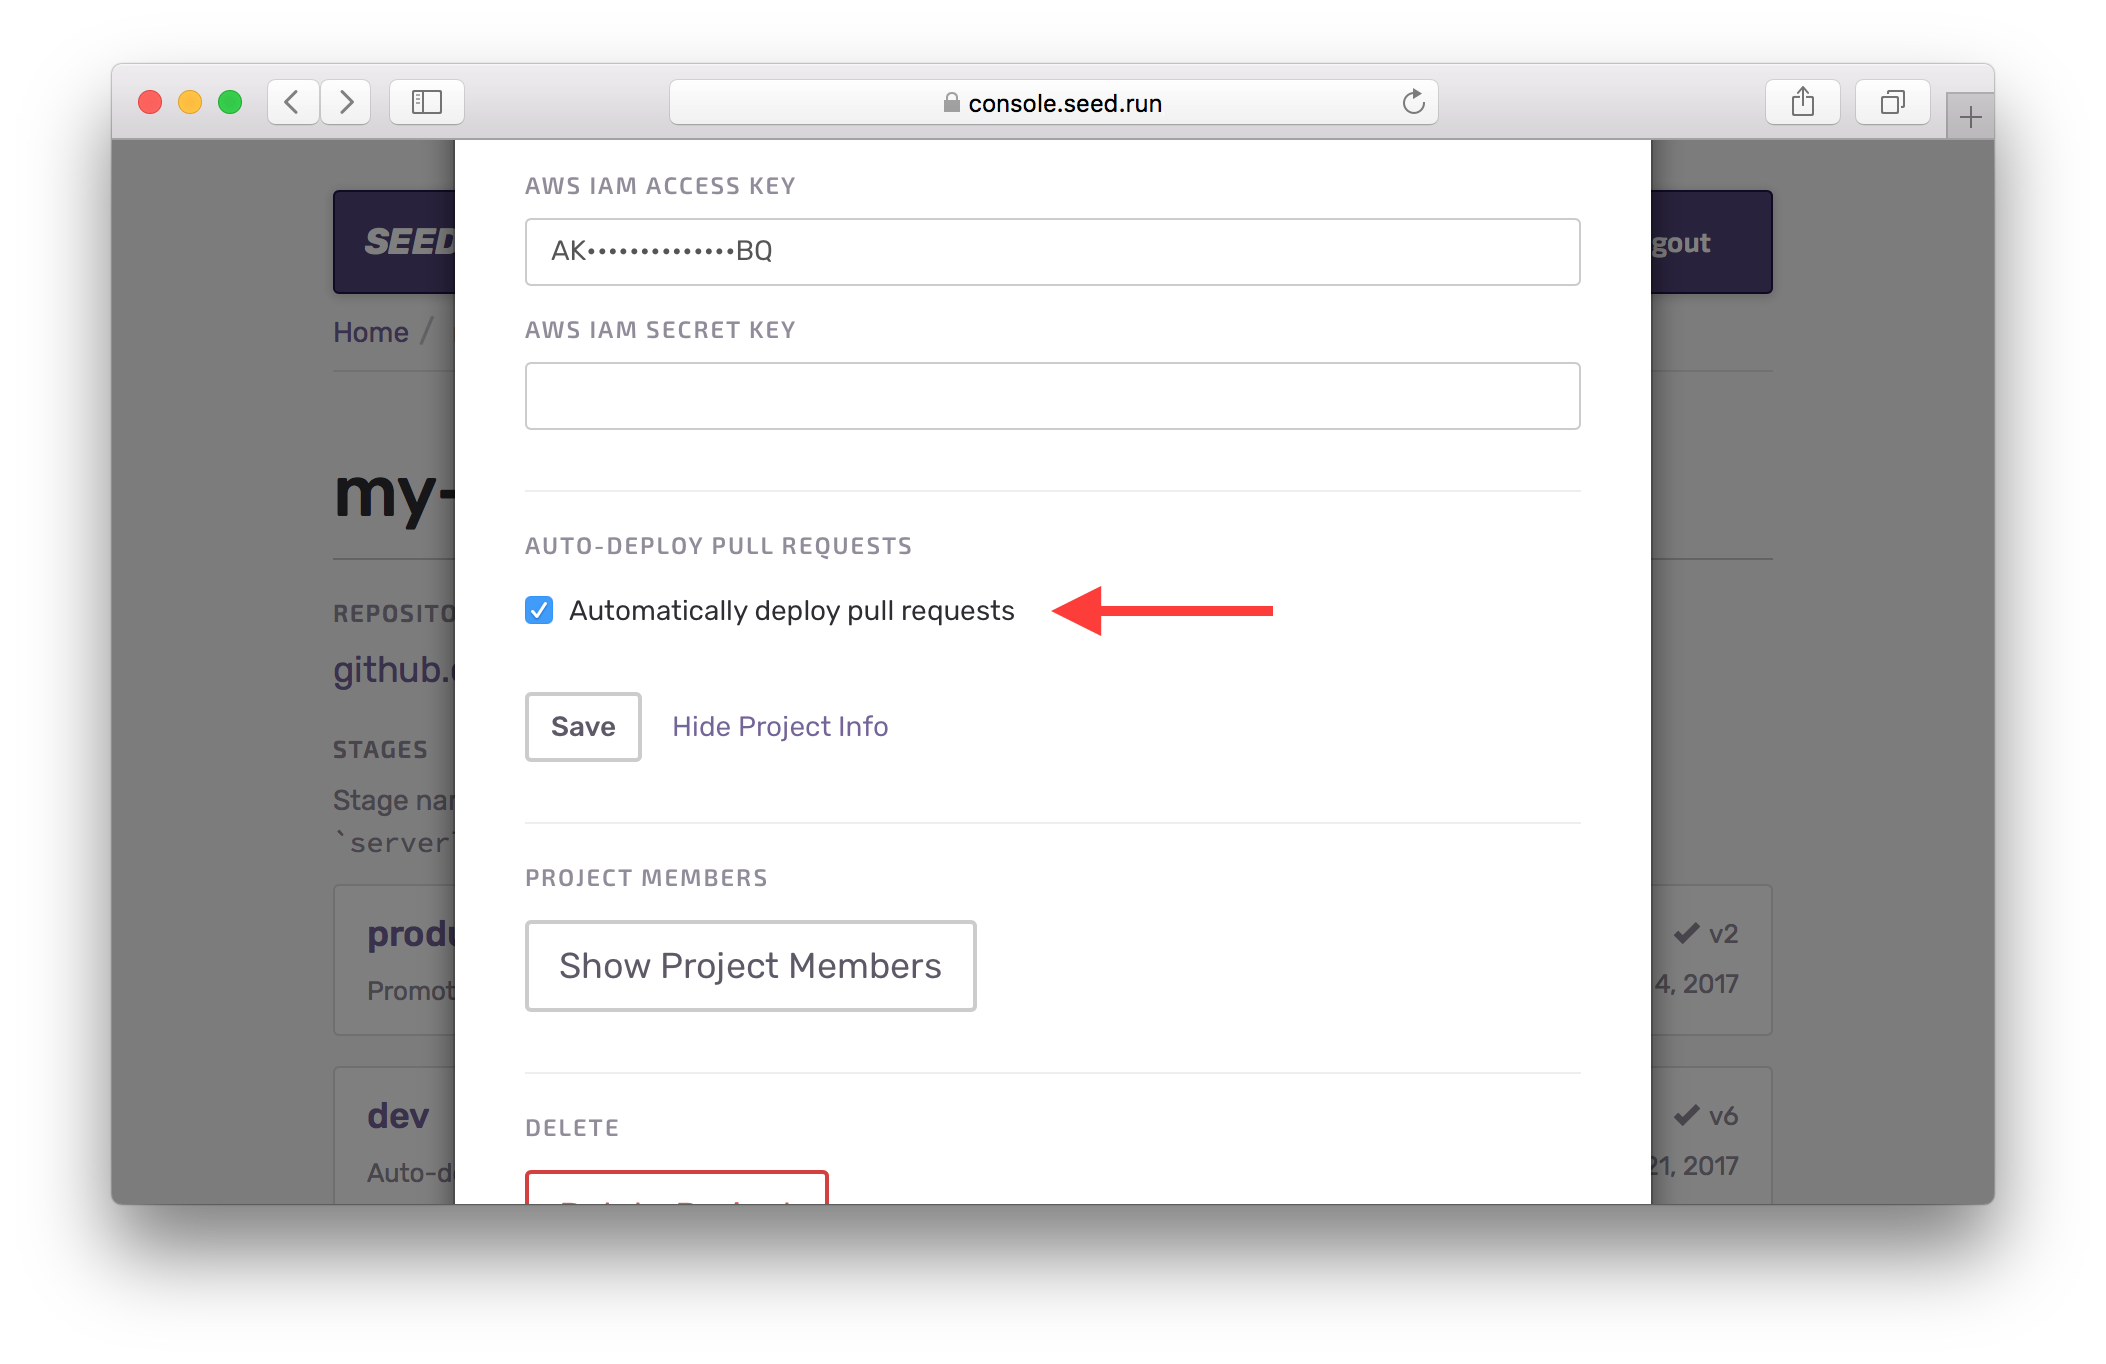 console.seed.run
AWS IAM ACCESS KEY
AK••••••••••••••BQ
SEED
gout
AWS IAM SECRET KEY
Home /
my-
AUTO-DEPLOY PULL REQUESTS
Automatically deploy pull requests
REPOSITO
github.
Save
Hide Project Info
STAGES
Stage nar
`server
PROJECT MEMBERS
Show Project Members
produ
v2
Promot
4, 2017
DELETE
dev
v6
Auto-d
21, 2017